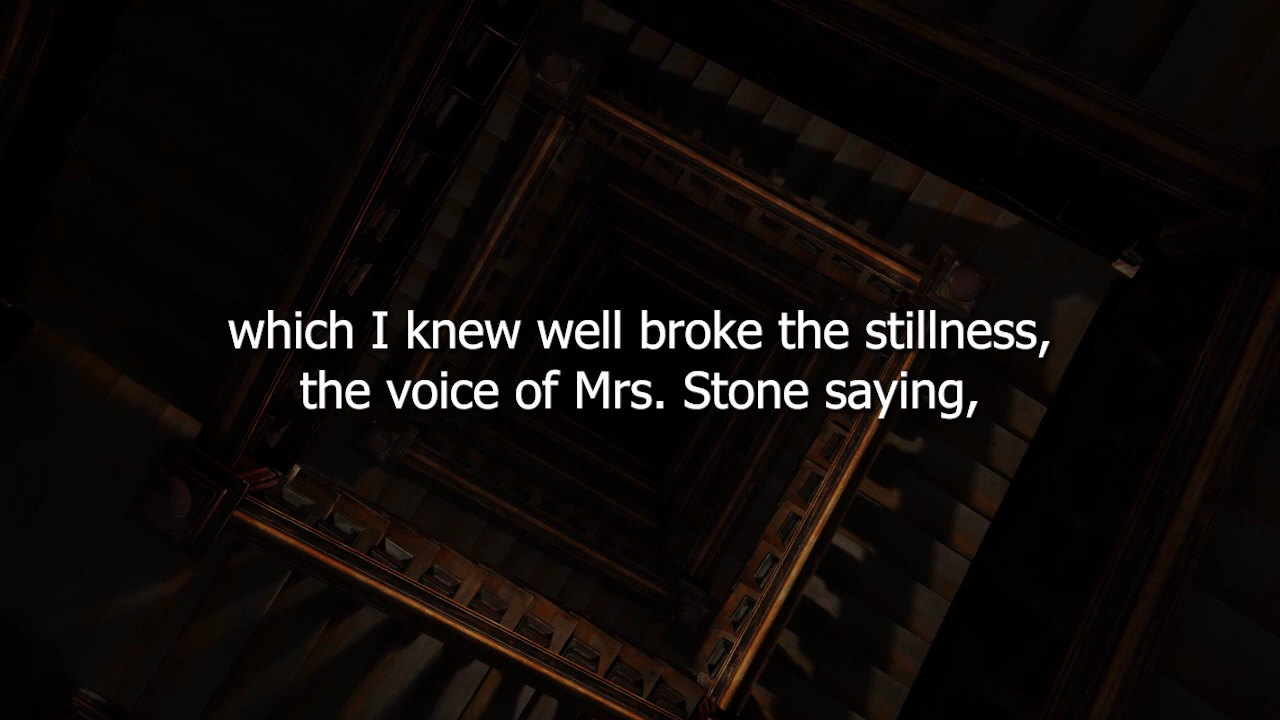 which I knew well broke the stillness,
the voice of Mrs. Stone saying,